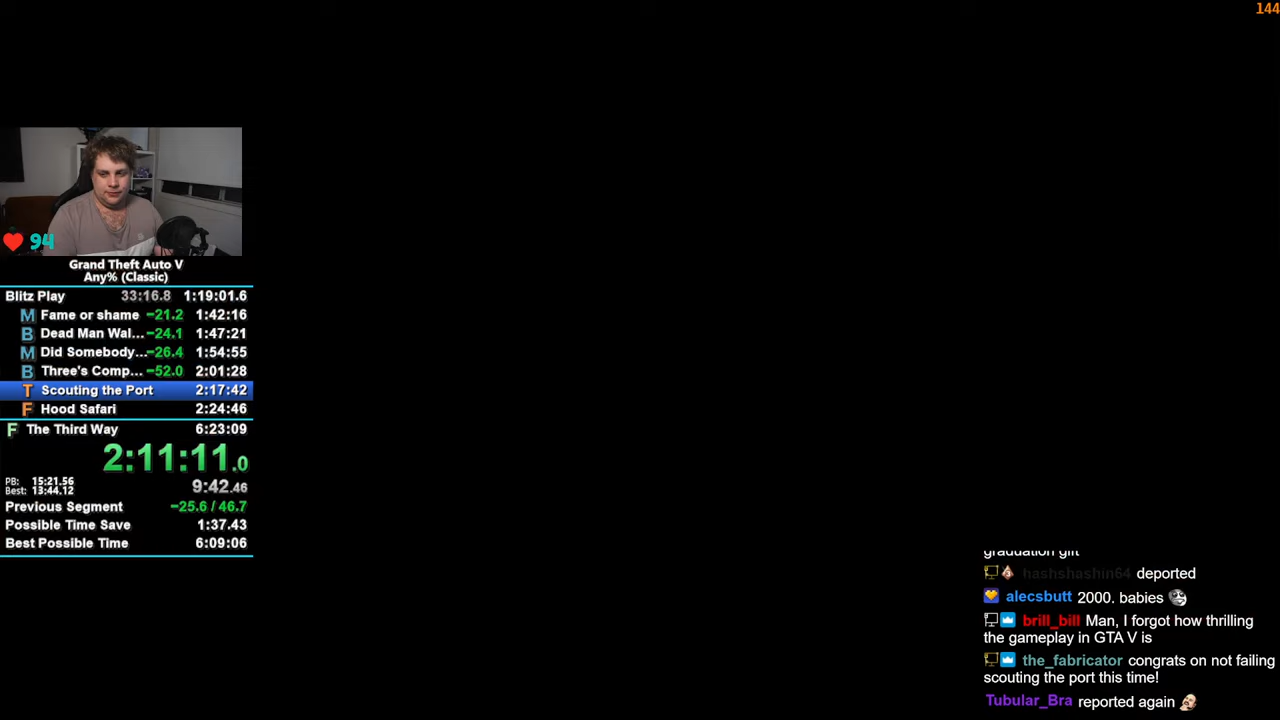 144
94
Grand Theft Auto V
Any% (Classic)
Blitz Play 33:16.8 1:19:01.6
M Fame or shame −21.2 1:42:16
B Dead Man Wal... −24.1 1:47:21
M Did Somebody... −26.4 1:54:55
B Three's Comp... −52.0 2:01:28
T Scouting the Port 2:17:42
F Hood Safari 2:24:46
F The Third Way 6:23:09
2:11:11.0
PB: 15:21.56
Best: 13:44.12
9:42.46
Previous Segment −25.6 / 46.7
Possible Time Save 1:37.43
Best Possible Time 6:09:06
graduation gift
hashshashin64 deported
alecsbutt 2000. babies
brill_bill Man, I forgot how thrilling
the gameplay in GTA V is
the_fabricator congrats on not failing
scouting the port this time!
Tubular_Bra reported again